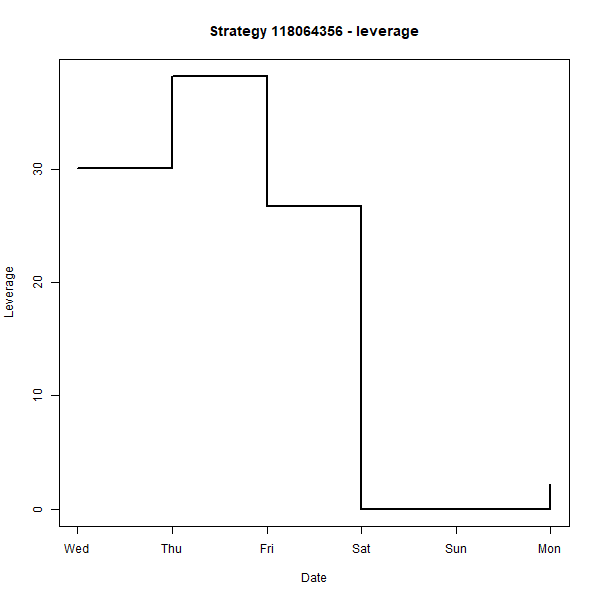 Strategy 118064356 - leverage
30
20
10
0
Leverage
Wed Thu Fri Sat Sun Mon
Date